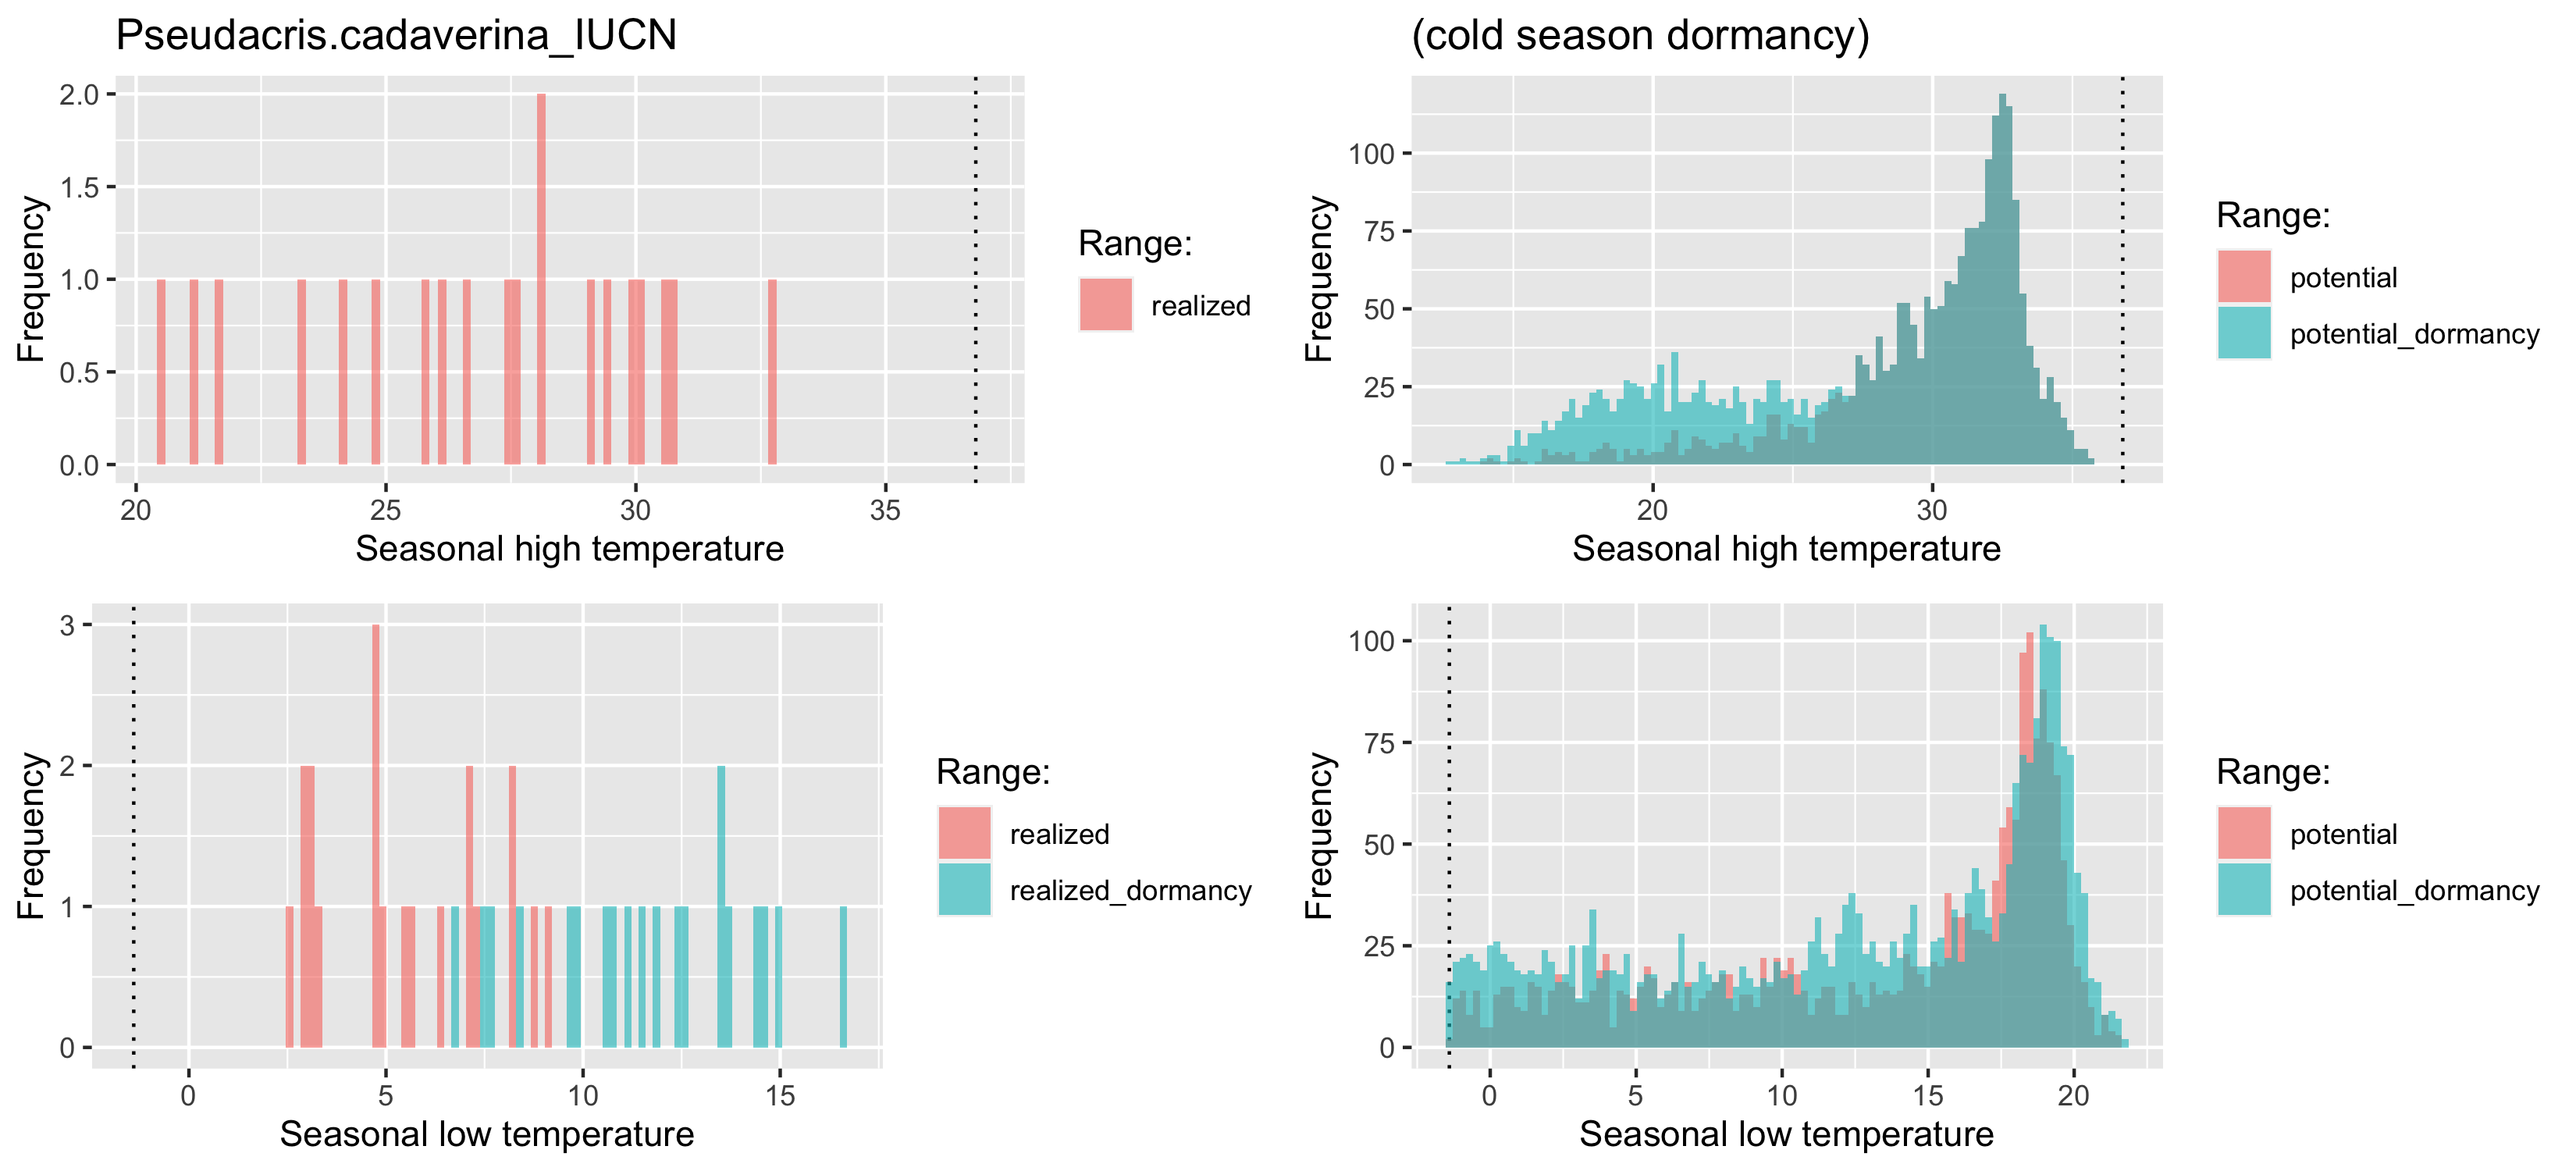 Pseudacris.cadaverina_IUCN
2.0
1.5
1.0
0.5
0.0
Frequency
20 25 30 35
Seasonal high temperature
Range:
realized
(cold season dormancy)
100
75
50
25
0
Frequency
20 30
Seasonal high temperature
Range:
potential
potential_dormancy
3
2
1
0
Frequency
0 5 10 15
Seasonal low temperature
Range:
realized
realized_dormancy
100
75
50
25
0
Frequency
0 5 10 15 20
Seasonal low temperature
Range:
potential
potential_dormancy